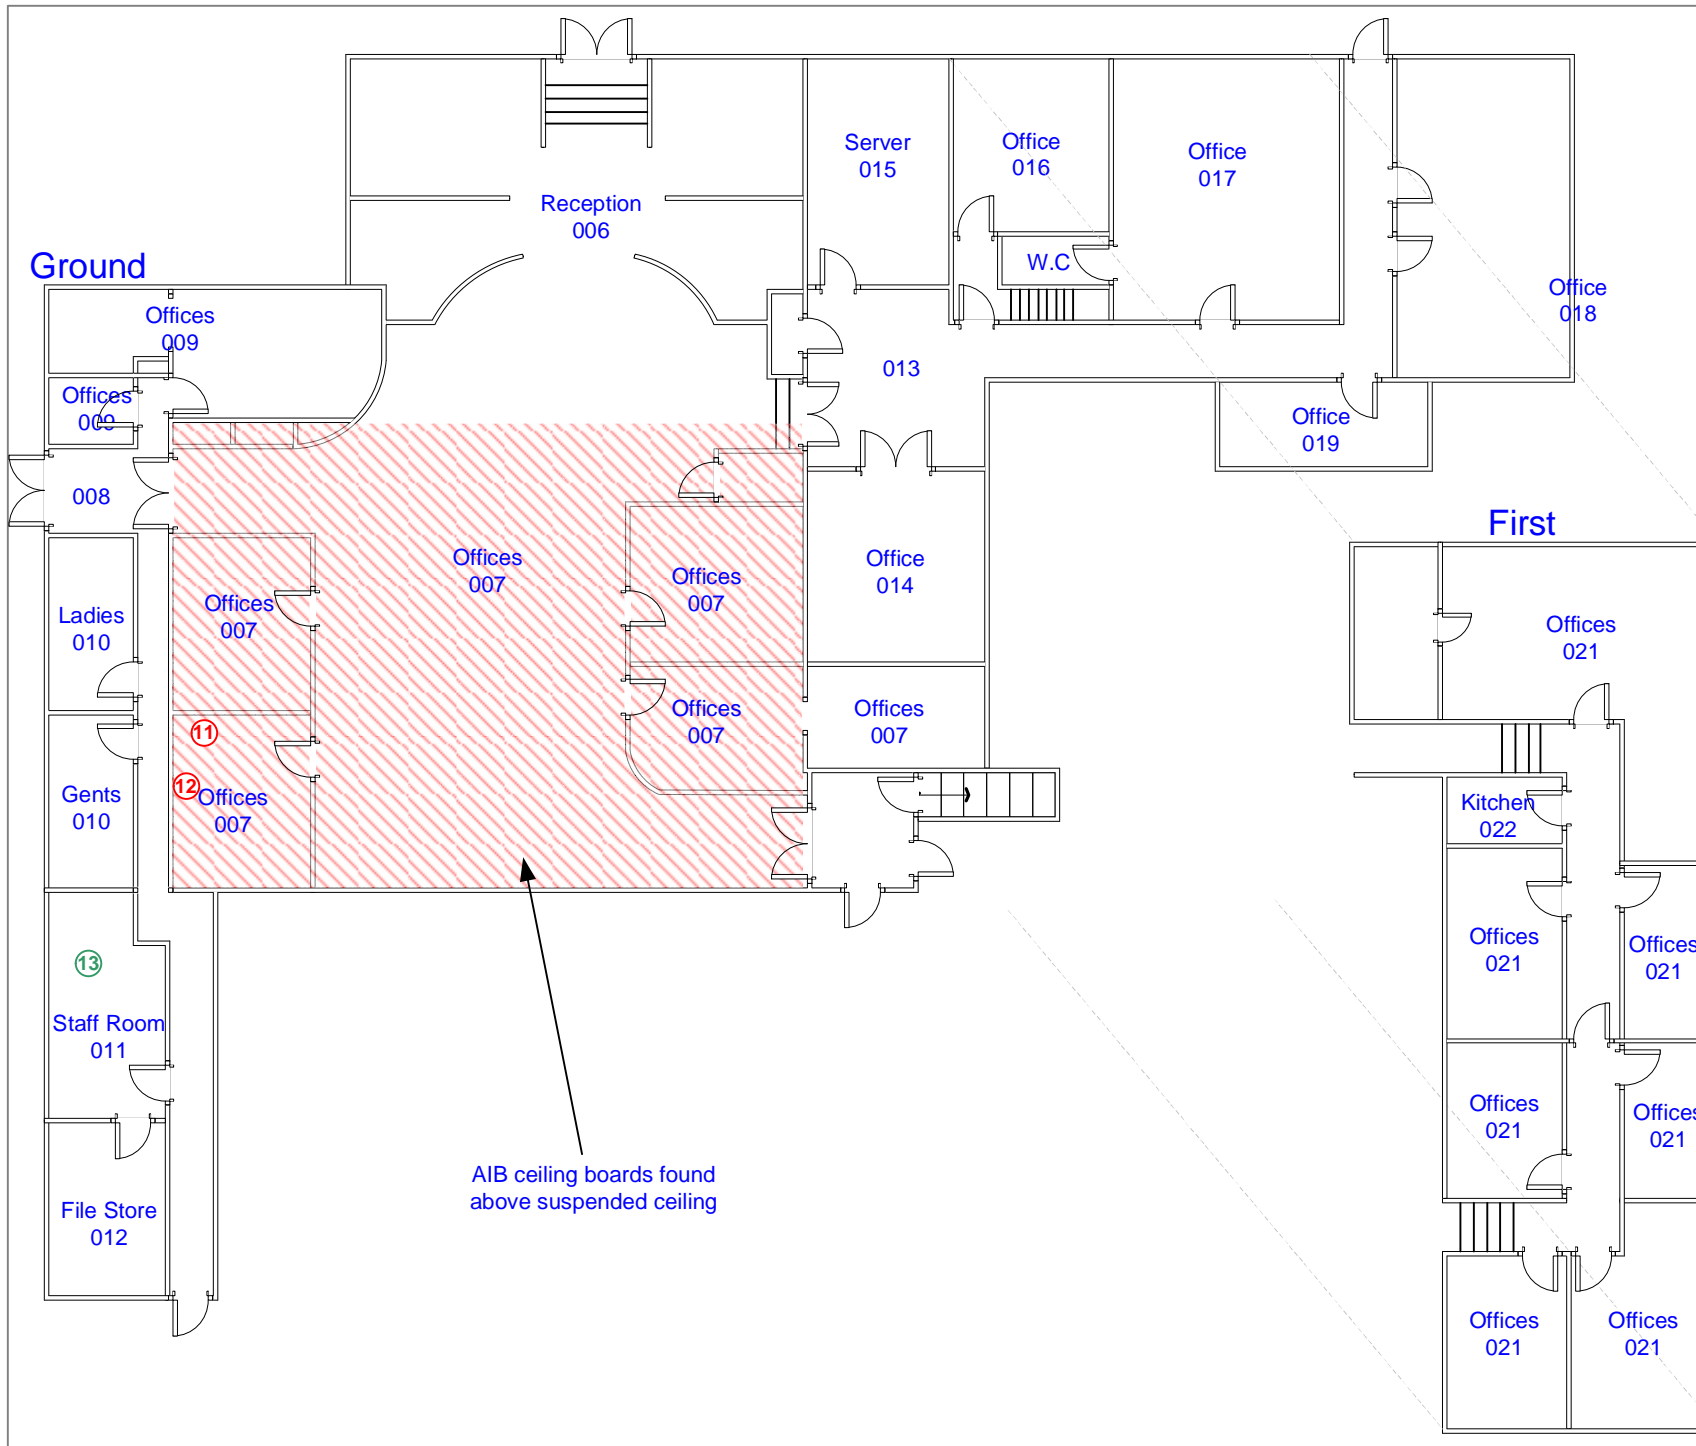 Ground
Reception
006
Server
015
Office
016
Office
017
W.C
Office
018
Offices
009
Offices
009
013
Office
019
008
Offices
007
Offices
007
Offices
007
Office
014
Ladies
010
Offices
007
Offices
007
11
12
Offices
007
Gents
010
13
Staff Room
011
File Store
012
AIB ceiling boards found
above suspended ceiling
First
Offices
021
Kitchen
022
Offices
021
Offices
021
Offices
021
Offices
021
Offices
021
Offices
021